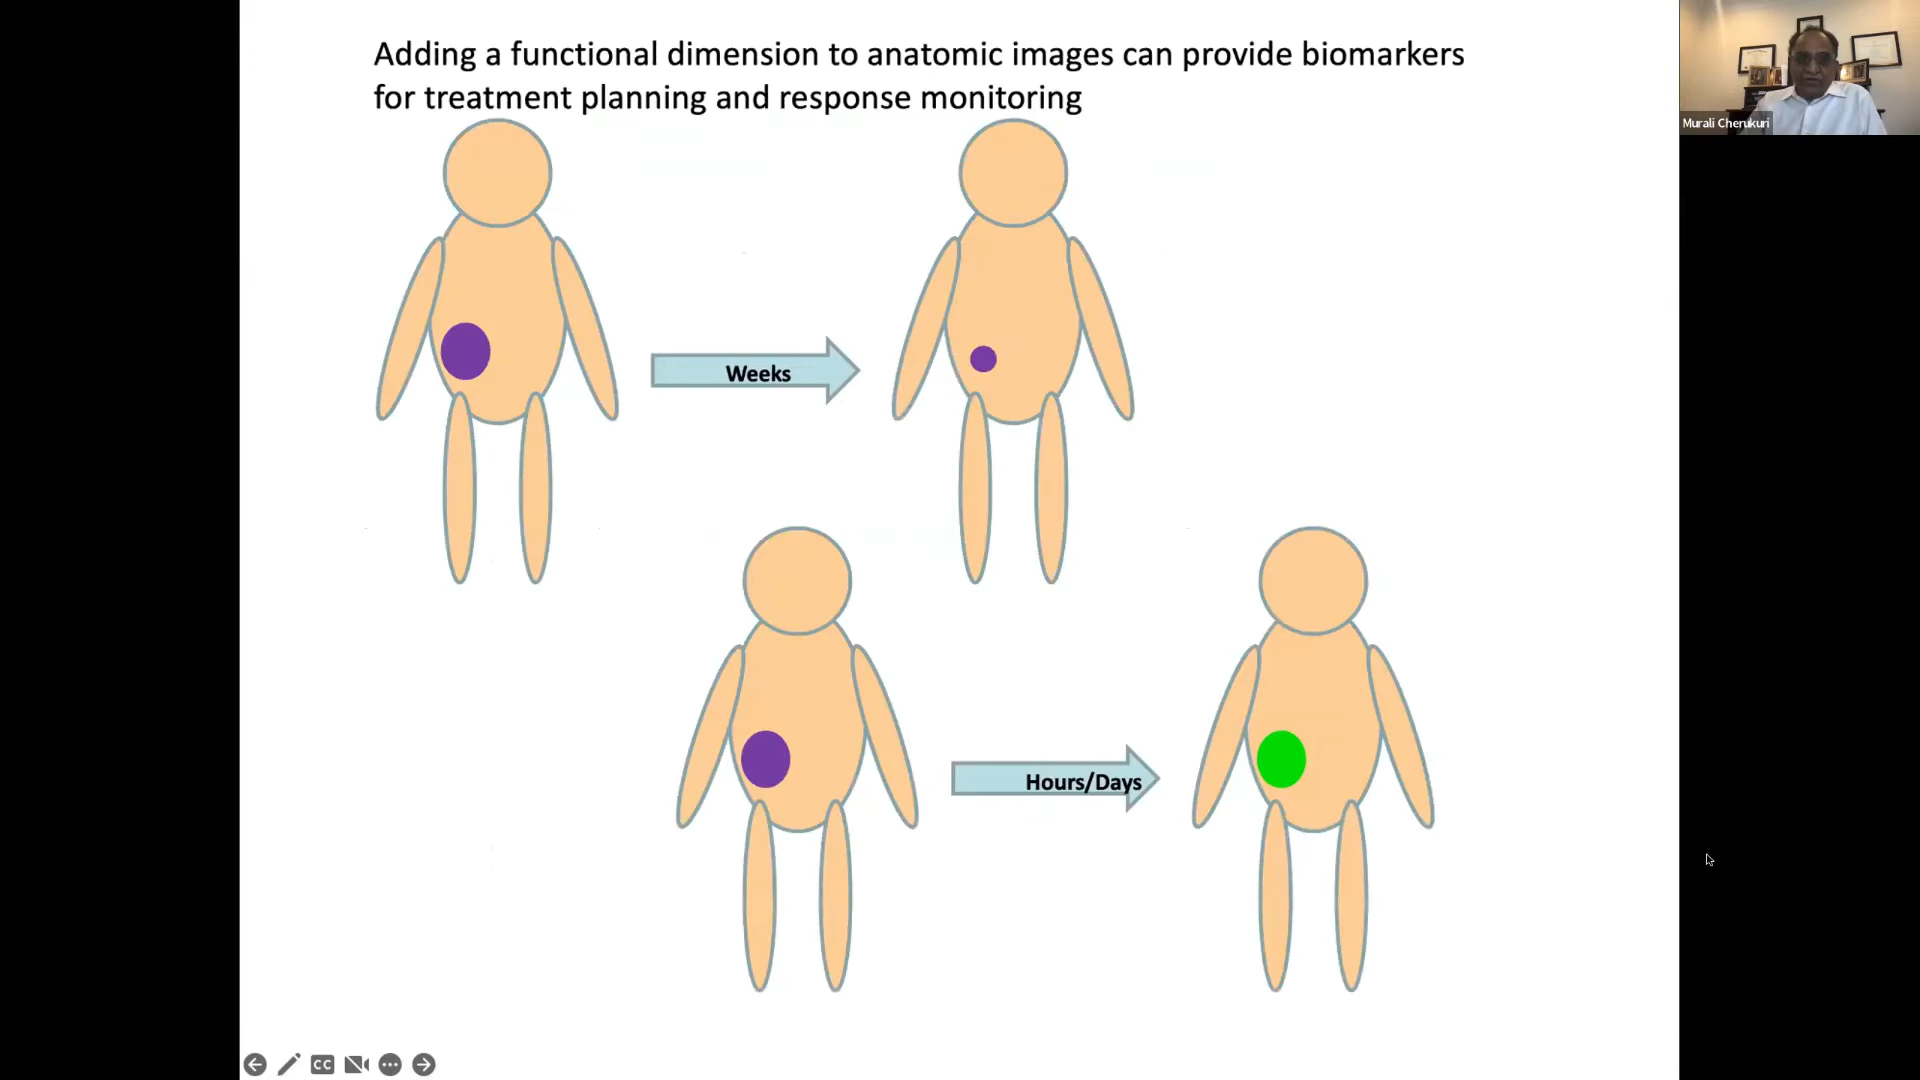 Adding a functional dimension to anatomic images can provide biomarkers
for treatment planning and response monitoring
Murali Cherukuri
Weeks
Hours/Days
CC